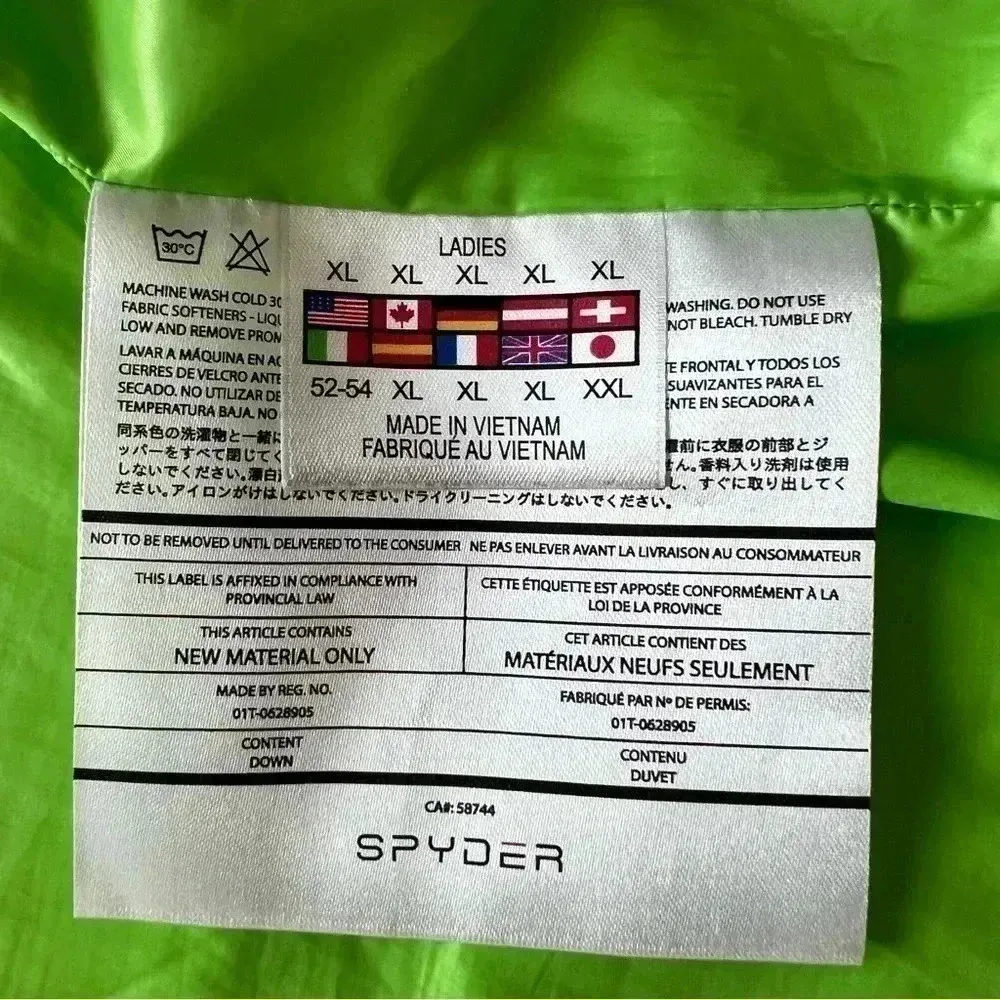 30°C
MACHINE WASH COLD 30
FABRIC SOFTENERS - LIQU
LOW AND REMOVE PROM
LAVAR A MÁQUINA EN AG
CIERRES DE VELCRO ANTE
SECADO. NO UTILIZAR DE
TEMPERATURA BAJA. NO
同系色の洗濯物と一緒に
ッパーをすべて閉じてく
しないでください。漂白
ださい。アイロンがけはしないでください。ドライクリーニングはしないでください。
LADIES
XL XL XL XL XL
52-54 XL XL XL XXL
MADE IN VIETNAM
FABRIQUÉ AU VIETNAM
WASHING. DO NOT USE
NOT BLEACH. TUMBLE DRY
TE FRONTAL Y TODOS LOS
SUAVIZANTES PARA EL
NTE EN SECADORA A
濯前に衣服の前部とジ
せん。香料入り洗剤は使用
し、すぐに取り出してく
NOT TO BE REMOVED UNTIL DELIVERED TO THE CONSUMER NE PAS ENLEVER AVANT LA LIVRAISON AU CONSOMMATEUR
THIS LABEL IS AFFIXED IN COMPLIANCE WITH
PROVINCIAL LAW
CETTE ÉTIQUETTE EST APPOSÉE CONFORMÉMENT À LA
LOI DE LA PROVINCE
THIS ARTICLE CONTAINS
NEW MATERIAL ONLY
CET ARTICLE CONTIENT DES
MATÉRIAUX NEUFS SEULEMENT
MADE BY REG. NO.
01T-0628905
FABRIQUÉ PAR Nº DE PERMIS:
01T-0628905
CONTENT
DOWN
CONTENU
DUVET
CA#: 58744
SPYDER